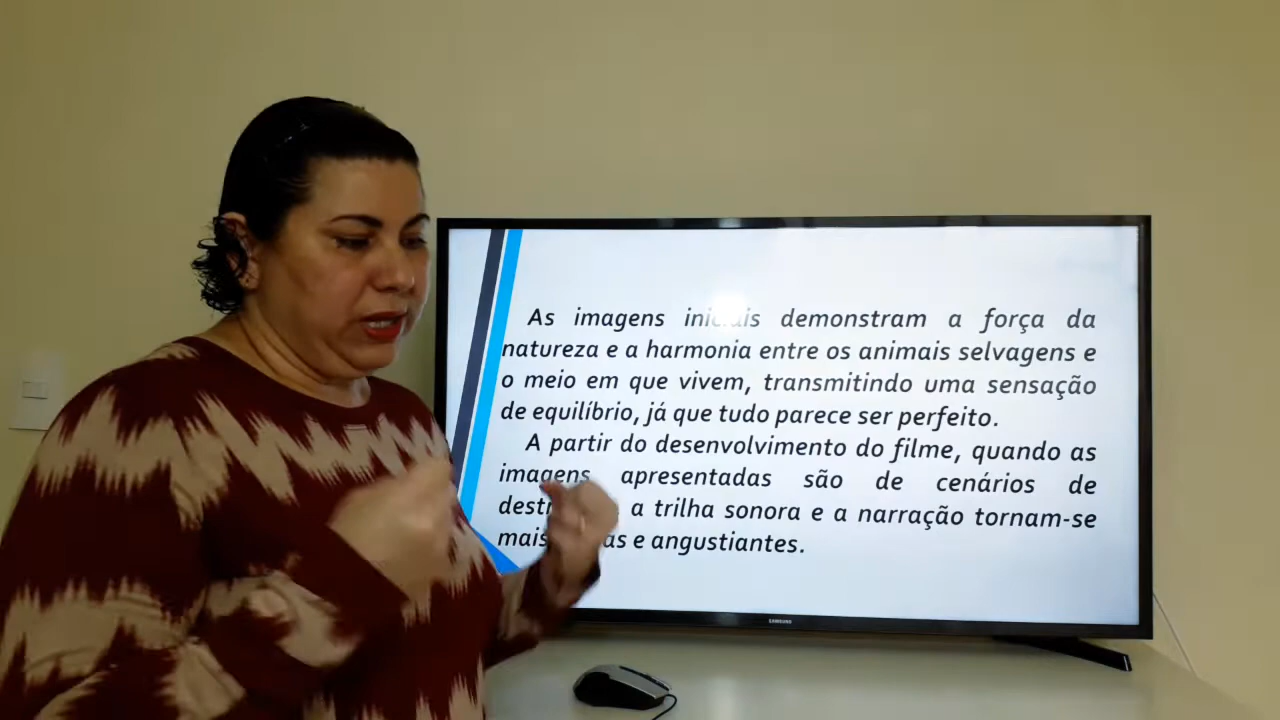 As imagens iniciais demonstram a força da
natureza e a harmonia entre os animais selvagens e
o meio em que vivem, transmitindo uma sensação
de equilíbrio, já que tudo parece ser perfeito.
A partir do desenvolvimento do filme, quando as
imagens apresentadas são de cenários de
a trilha sonora e a narração tornam-se
mais e angustiantes.
SAMSUNG